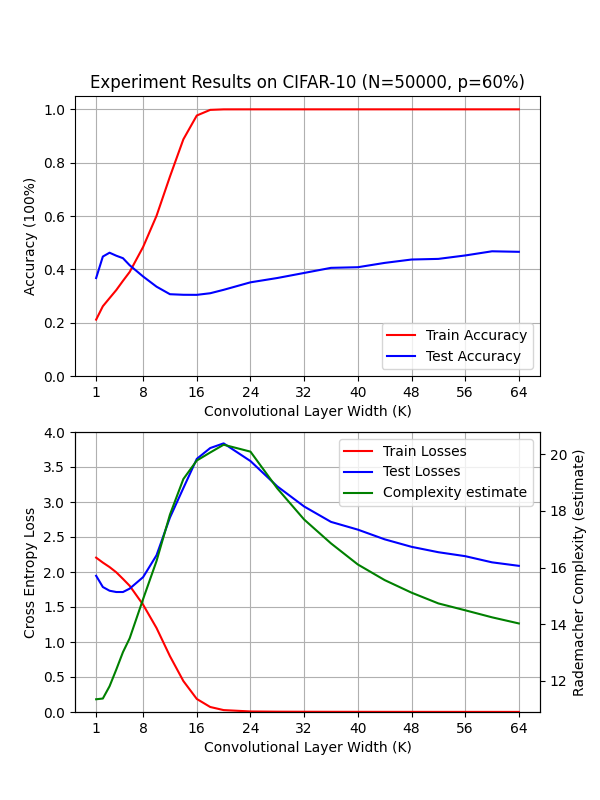 Experiment Results on CIFAR-10 (N=50000, p=60%)
1.0
0.8
0.6
0.4
0.2
0.0
Accuracy (100%)
Train Accuracy
Test Accuracy
1 8 16 24 32 40 48 56 64
Convolutional Layer Width (K)
4.0
3.5
3.0
2.5
2.0
1.5
1.0
0.5
0.0
Cross Entropy Loss
Train Losses
Test Losses
Complexity estimate
20
18
16
14
12
Rademacher Complexity (estimate)
1 8 16 24 32 40 48 56 64
Convolutional Layer Width (K)